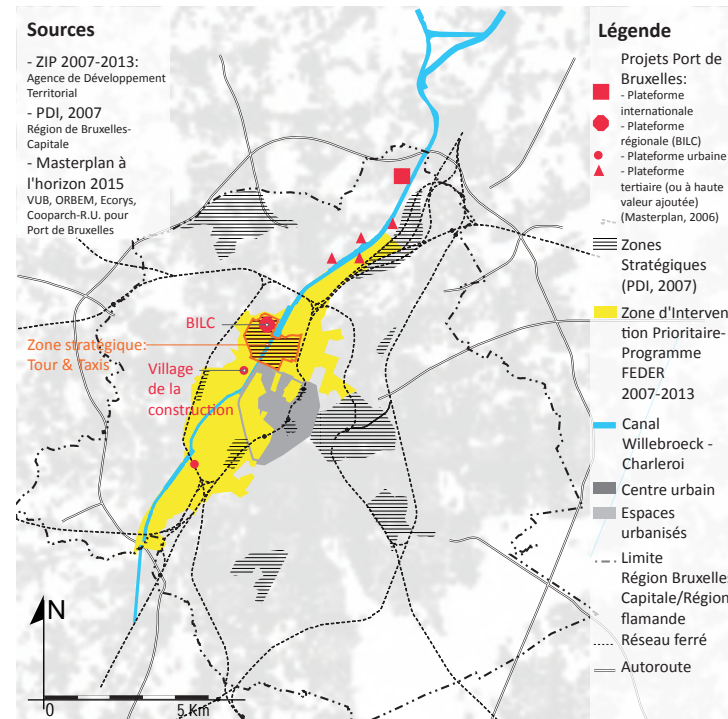 Sources
- ZIP 2007-2013:
Agence de Développement
Territorial
- PDI, 2007
Région de Bruxelles-
Capitale
- Masterplan à
l'horizon 2015
VUB, ORBEM, Ecorys,
Cooparch-R.U. pour
Port de Bruxelles
BILC
Zone stratégique:
Tour & Taxis
Village
de la
construction
N
0 5 Km
Légende
Projets Port de
Bruxelles:
- Plateforme
internationale
- Plateforme
régionale (BILC)
- Plateforme urbaine
- Plateforme
tertiaire (ou à haute
valeur ajoutée)
(Masterplan, 2006)
Zones
Stratégiques
(PDI, 2007)
Zone d'Interven
tion Prioritaire-
Programme
FEDER
2007-2013
Canal
Willebroeck -
Charleroi
Centre urbain
Espaces
urbanisés
Limite
Région Bruxelles
Capitale/Région
flamande
Réseau ferré
Autoroute